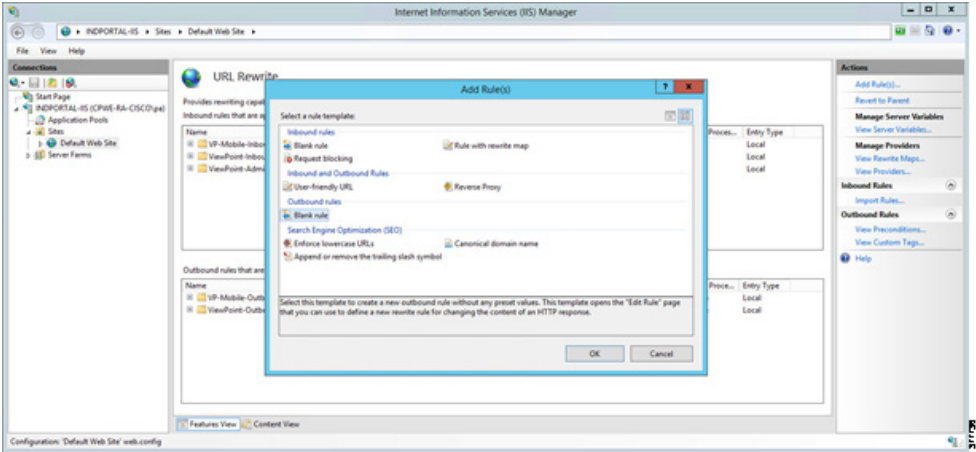 Internet Information Services (IIS) Manager
INDPORTAL-IIS Sites Default Web Site
File View Help
Connections
Start Page
INDPORTAL-IIS (CPWE-RA-CISCO\pe)
Application Pools
Sites
Default Web Site
Server Farms
URL Rewrite
Provides rewriting capab
Inbound rules that are ap
Name
VP-Mobile-Inbou
ViewPoint-Inbou
ViewPoint-Admi
Proces... Entry Type
Local
Local
Local
Outbound rules that are
Name
VP-Mobile-Outb
ViewPoint-Outbo
Proce... Entry Type
Local
Local
Add Rule(s)
Select a rule template:
Inbound rules
Blank rule
Rule with rewrite map
Request blocking
Inbound and Outbound Rules
User-friendly URL
Reverse Proxy
Outbound rules
Blank rule
Search Engine Optimization (SEO)
Enforce lowercase URLs
Canonical domain name
Append or remove the trailing slash symbol
Select this template to create a new outbound rule without any preset values. This template opens the "Edit Rule" page
that you can use to define a new rewrite rule for changing the content of an HTTP response.
OK Cancel
Actions
Add Rule(s)...
Revert to Parent
Manage Server Variables
View Server Variables...
Manage Providers
View Rewrite Maps...
View Providers...
Inbound Rules
Import Rules...
Outbound Rules
View Preconditions...
View Custom Tags...
Help
Features View Content View
Configuration: 'Default Web Site' web.config